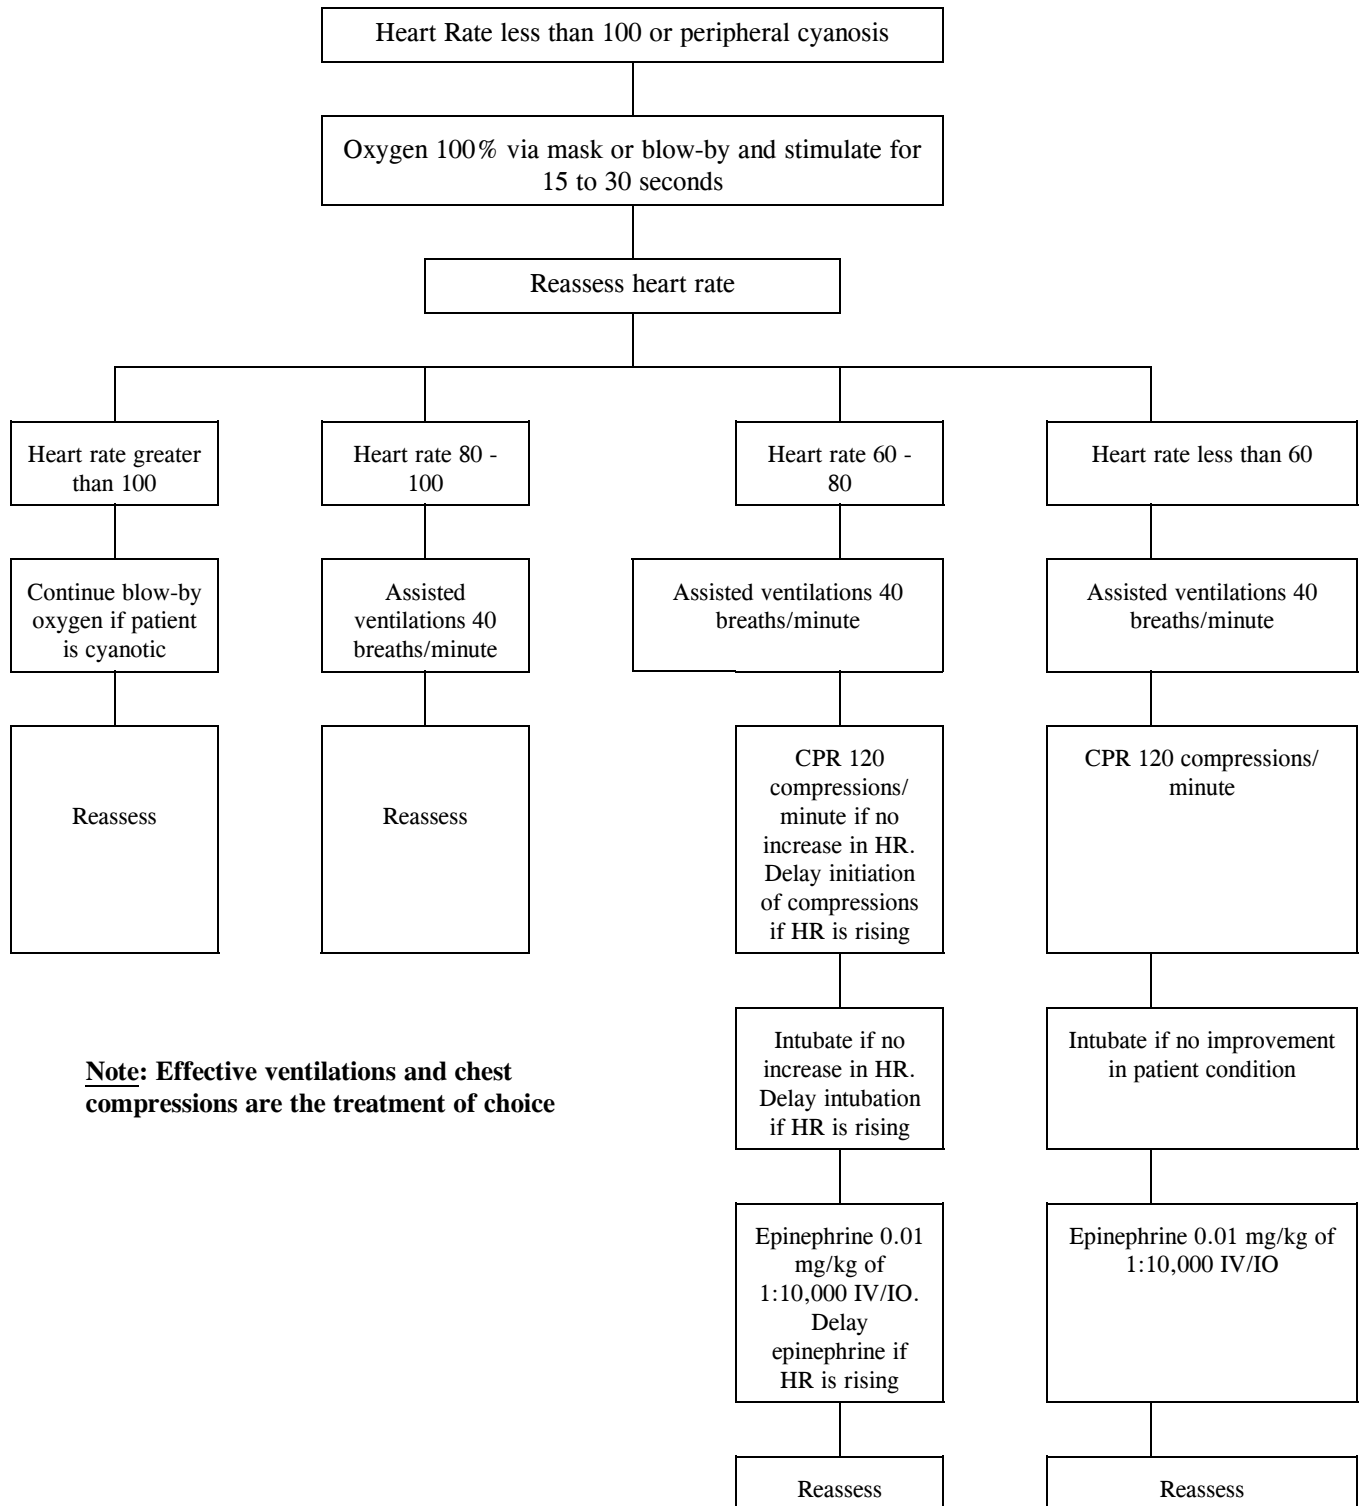 Heart Rate less than 100 or peripheral cyanosis
Oxygen 100% via mask or blow-by and stimulate for
15 to 30 seconds
Reassess heart rate
Heart rate greater
than 100
Continue blow-by
oxygen if patient
is cyanotic
Reassess
Heart rate 80 -
100
Assisted
ventilations 40
breaths/minute
Reassess
Heart rate 60 -
80
Assisted ventilations 40
breaths/minute
CPR 120
compressions/
minute if no
increase in HR.
Delay initiation
of compressions
if HR is rising
Intubate if no
increase in HR.
Delay intubation
if HR is rising
Epinephrine 0.01
mg/kg of
1:10,000 IV/IO.
Delay
epinephrine if
HR is rising
Reassess
Heart rate less than 60
Assisted ventilations 40
breaths/minute
CPR 120 compressions/
minute
Intubate if no improvement
in patient condition
Epinephrine 0.01 mg/kg of
1:10,000 IV/IO
Reassess
Note: Effective ventilations and chest
compressions are the treatment of choice